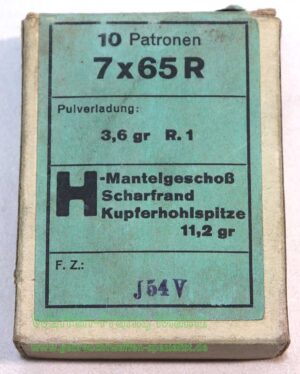 10 Patronen
7x65R
Pulverladung:
3,6 gr R.1
H-Mantelgeschoß
Scharfrand
Kupferhohlspitze
11,2 gr
F. Z.:
J54V